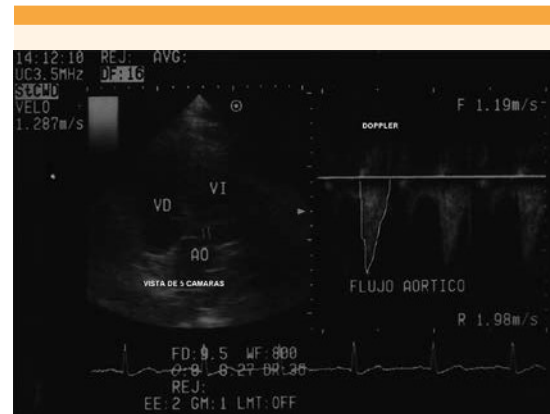 14:12:10 REJ: AVG:
UC3.5MHz DF:16
StCWD
VELO
1.287m/s
F 1.19m/s
DOPPLER
VI
VD
AO
VISTA DE 5 CAMARAS
FLUJO AORTICO
R 1.98m/s
FD:9.5 WF:800
REJ:
EE:2 GM:1 LMT:OFF